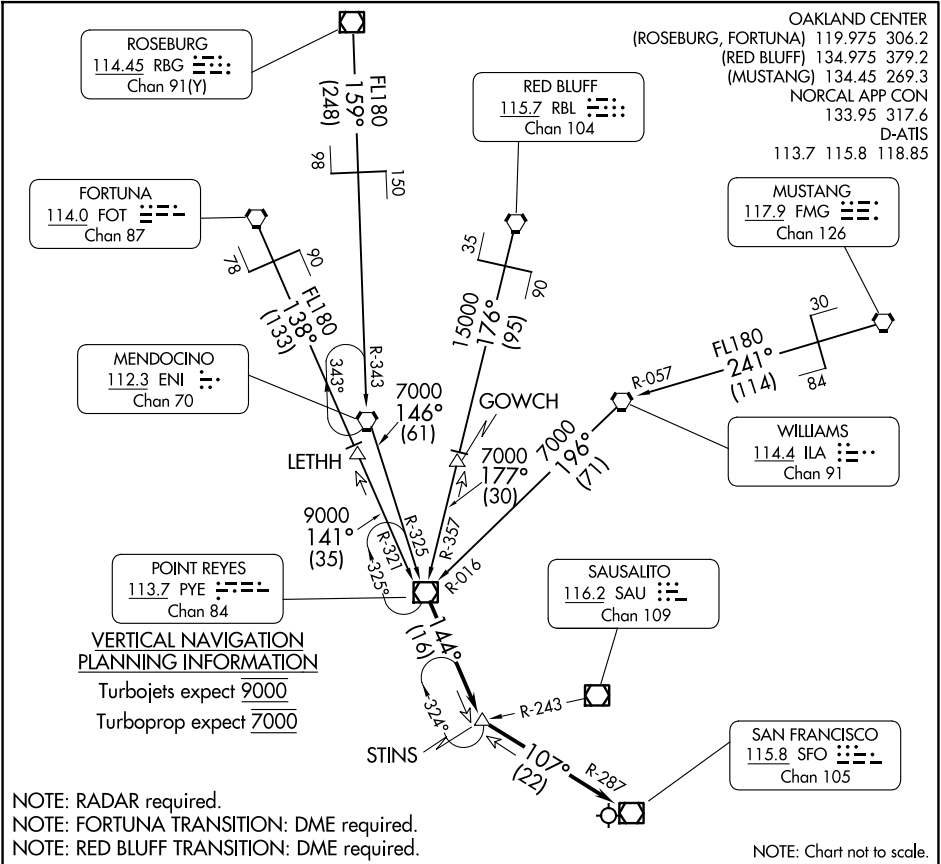 OAKLAND CENTER
(ROSEBURG, FORTUNA) 119.975 306.2
(RED BLUFF) 134.975 379.2
(MUSTANG) 134.45 269.3
NORCAL APP CON
133.95 317.6
D-ATIS
113.7 115.8 118.85
ROSEBURG
114.45 RBG
Chan 91(Y)
FL180
159°
(248)
98
150
RED BLUFF
115.7 RBL
Chan 104
FORTUNA
114.0 FOT
Chan 87
78
90
FL180
138°
(133)
35
90
15000
176°
(95)
MUSTANG
117.9 FMG
Chan 126
30
84
FL180
241°
(114)
R-057
MENDOCINO
112.3 ENI
Chan 70
343°
R-343
7000
146°
(61)
GOWCH
LETHH
7000
177°
(30)
7000
196°
(71)
WILLIAMS
114.4 ILA
Chan 91
9000
141°
(35)
R-321
R-325
325°
R-357
R-016
POINT REYES
113.7 PYE
Chan 84
SAUSALITO
116.2 SAU
Chan 109
144°
(16)
VERTICAL NAVIGATION
PLANNING INFORMATION
Turbojets expect 9000
Turboprop expect 7000
324°
R-243
STINS
107°
(22)
R-287
SAN FRANCISCO
115.8 SFO
Chan 105
NOTE: RADAR required.
NOTE: FORTUNA TRANSITION: DME required.
NOTE: RED BLUFF TRANSITION: DME required.
NOTE: Chart not to scale.